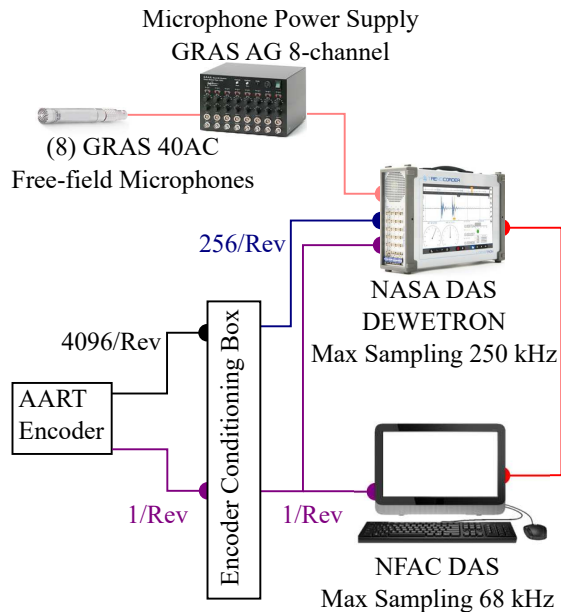 Microphone Power Supply
GRAS AG 8-channel
(8) GRAS 40AC
Free-field Microphones
256/Rev
NASA DAS
DEWETRON
Max Sampling 250 kHz
4096/Rev
Encoder Conditioning Box
AART
Encoder
1/Rev
1/Rev
NFAC DAS
Max Sampling 68 kHz